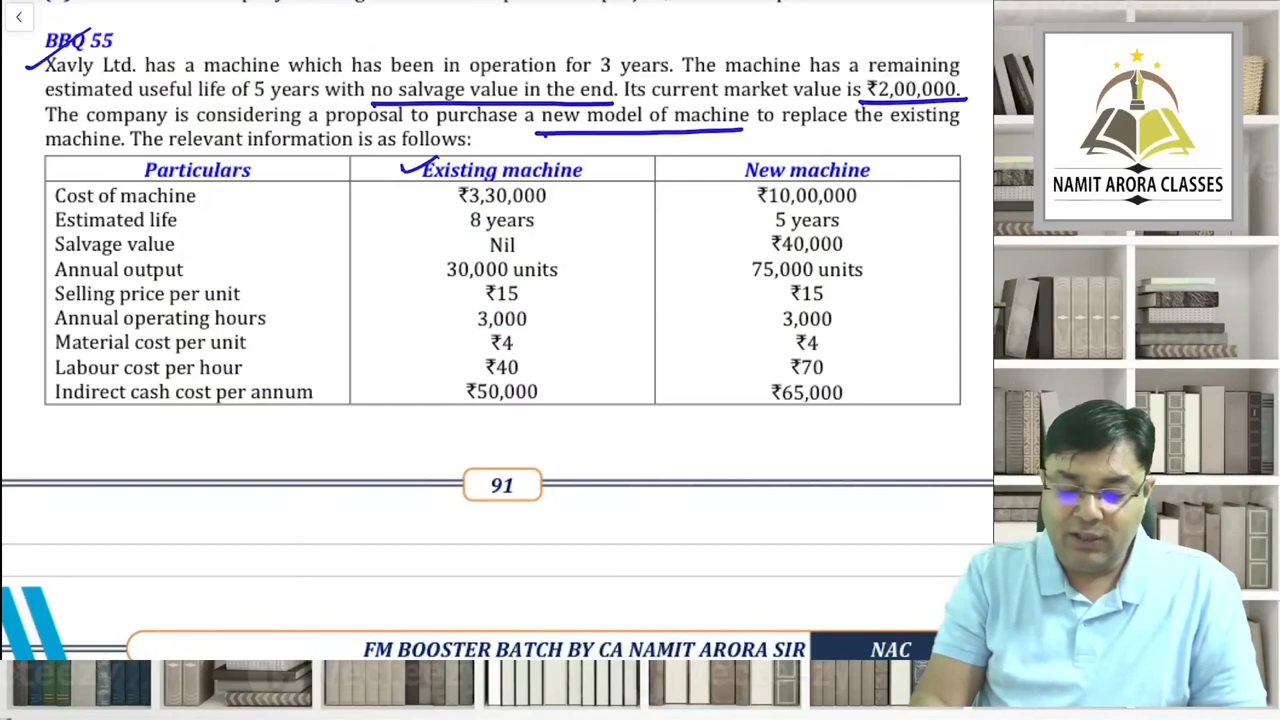 BBQ 55
Xavly Ltd. has a machine which has been in operation for 3 years. The machine has a remaining
estimated useful life of 5 years with no salvage value in the end. Its current market value is ₹2,00,000.
The company is considering a proposal to purchase a new model of machine to replace the existing
machine. The relevant information is as follows:
Particulars Existing machine New machine
Cost of machine ₹3,30,000 ₹10,00,000
Estimated life 8 years 5 years
Salvage value Nil ₹40,000
Annual output 30,000 units 75,000 units
Selling price per unit ₹15 ₹15
Annual operating hours 3,000 3,000
Material cost per unit ₹4 ₹4
Labour cost per hour ₹40 ₹70
Indirect cash cost per annum ₹50,000 ₹65,000
91
FM BOOSTER BATCH BY CA NAMIT ARORA SIR NAC
NAMIT ARORA CLASSES